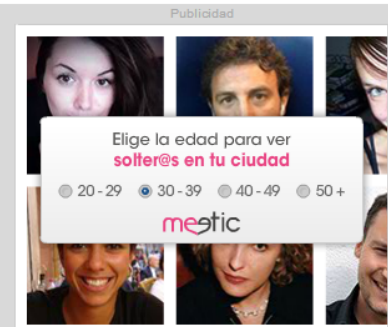 Publicidad
Elige la edad para ver
solter@s en tu ciudad
20 - 29 30 - 39 40 - 49 50 +
meetic